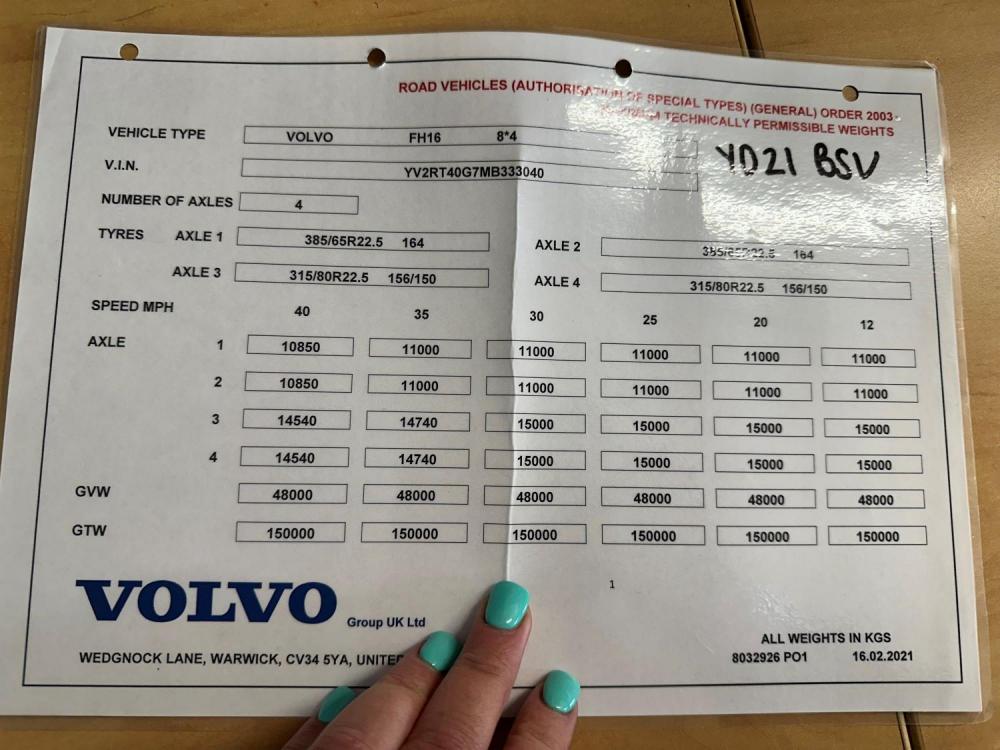 ROAD VEHICLES (AUTHORISATION OF SPECIAL TYPES) (GENERAL) ORDER 2003-
TECHNICALLY PERMISSIBLE WEIGHTS
VEHICLE TYPE VOLVO FH16 8*4
YD21 BSV
V.I.N. YV2RT40G7MB333040
NUMBER OF AXLES 4
TYRES AXLE 1 385/65R22.5 164 AXLE 2 385/65R22.5 164
AXLE 3 315/80R22.5 156/150 AXLE 4 315/80R22.5 156/150
SPEED MPH 40 35 30 25 20 12
AXLE 1 10850 11000 11000 11000 11000 11000
2 10850 11000 11000 11000 11000 11000
3 14540 14740 15000 15000 15000 15000
4 14540 14740 15000 15000 15000 15000
GVW 48000 48000 48000 48000 48000 48000
GTW 150000 150000 150000 150000 150000 150000
1
VOLVO Group UK Ltd
ALL WEIGHTS IN KGS
WEDGNOCK LANE, WARWICK, CV34 5YA, UNITED
8032926 PO1 16.02.2021